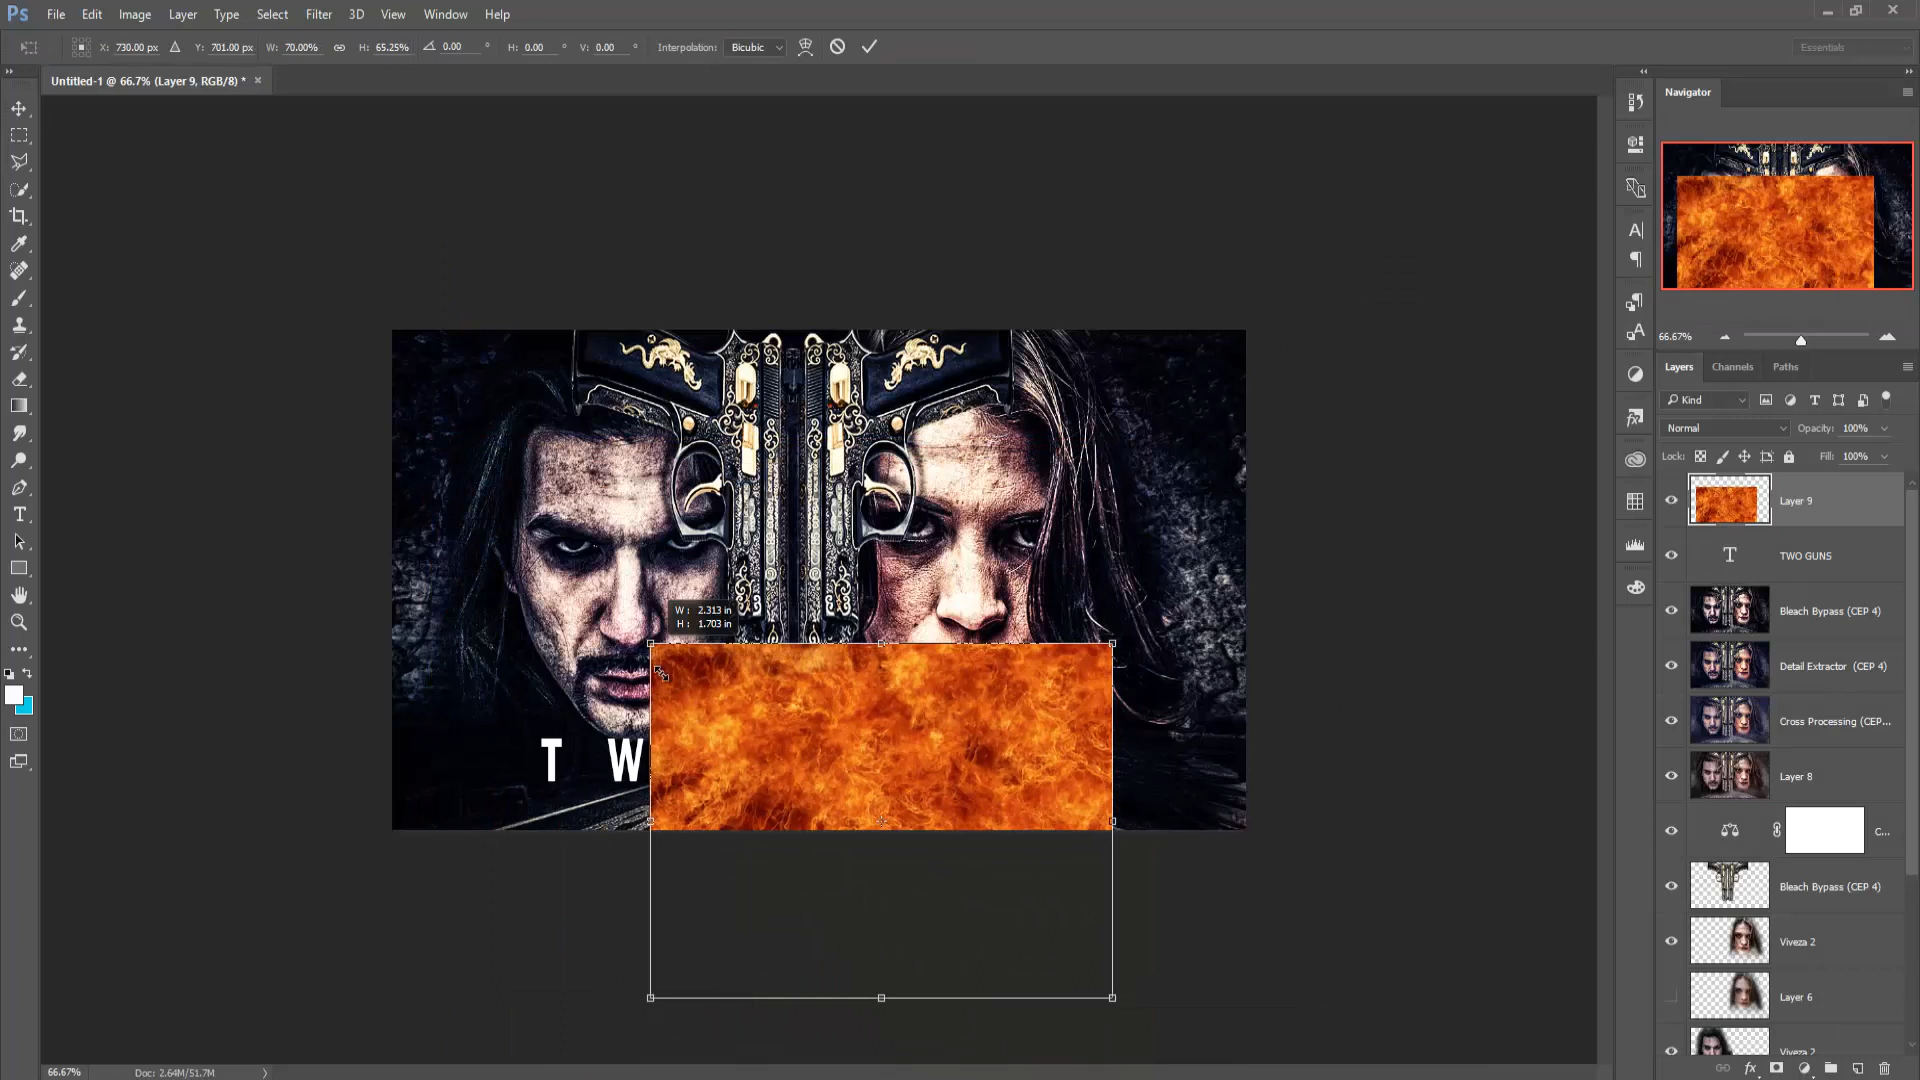 Ps File Edit Image Layer Type Select Filter 3D View Window Help
X: 730.00 px Y: 701.00 px W: 70.00% H: 65.25% 0.00 ° H: 0.00 ° V: 0.00 ° Interpolation: Bicubic Essentials
Untitled-1 @ 66.7% (Layer 9, RGB/8) * ×
Navigator
66.67%
Layers Channels Paths
Kind
Normal Opacity: 100%
Lock: Fill: 100%
Layer 9
T TWO GUNS
Bleach Bypass (CEP 4)
Detail Extractor (CEP 4)
Cross Processing (CEP...
Layer 8
C...
Bleach Bypass (CEP 4)
Viveza 2
Layer 6
Viveza 2
W: 2.313 in
H: 1.703 in
T W
66.67% Doc: 2.64M/51.7M